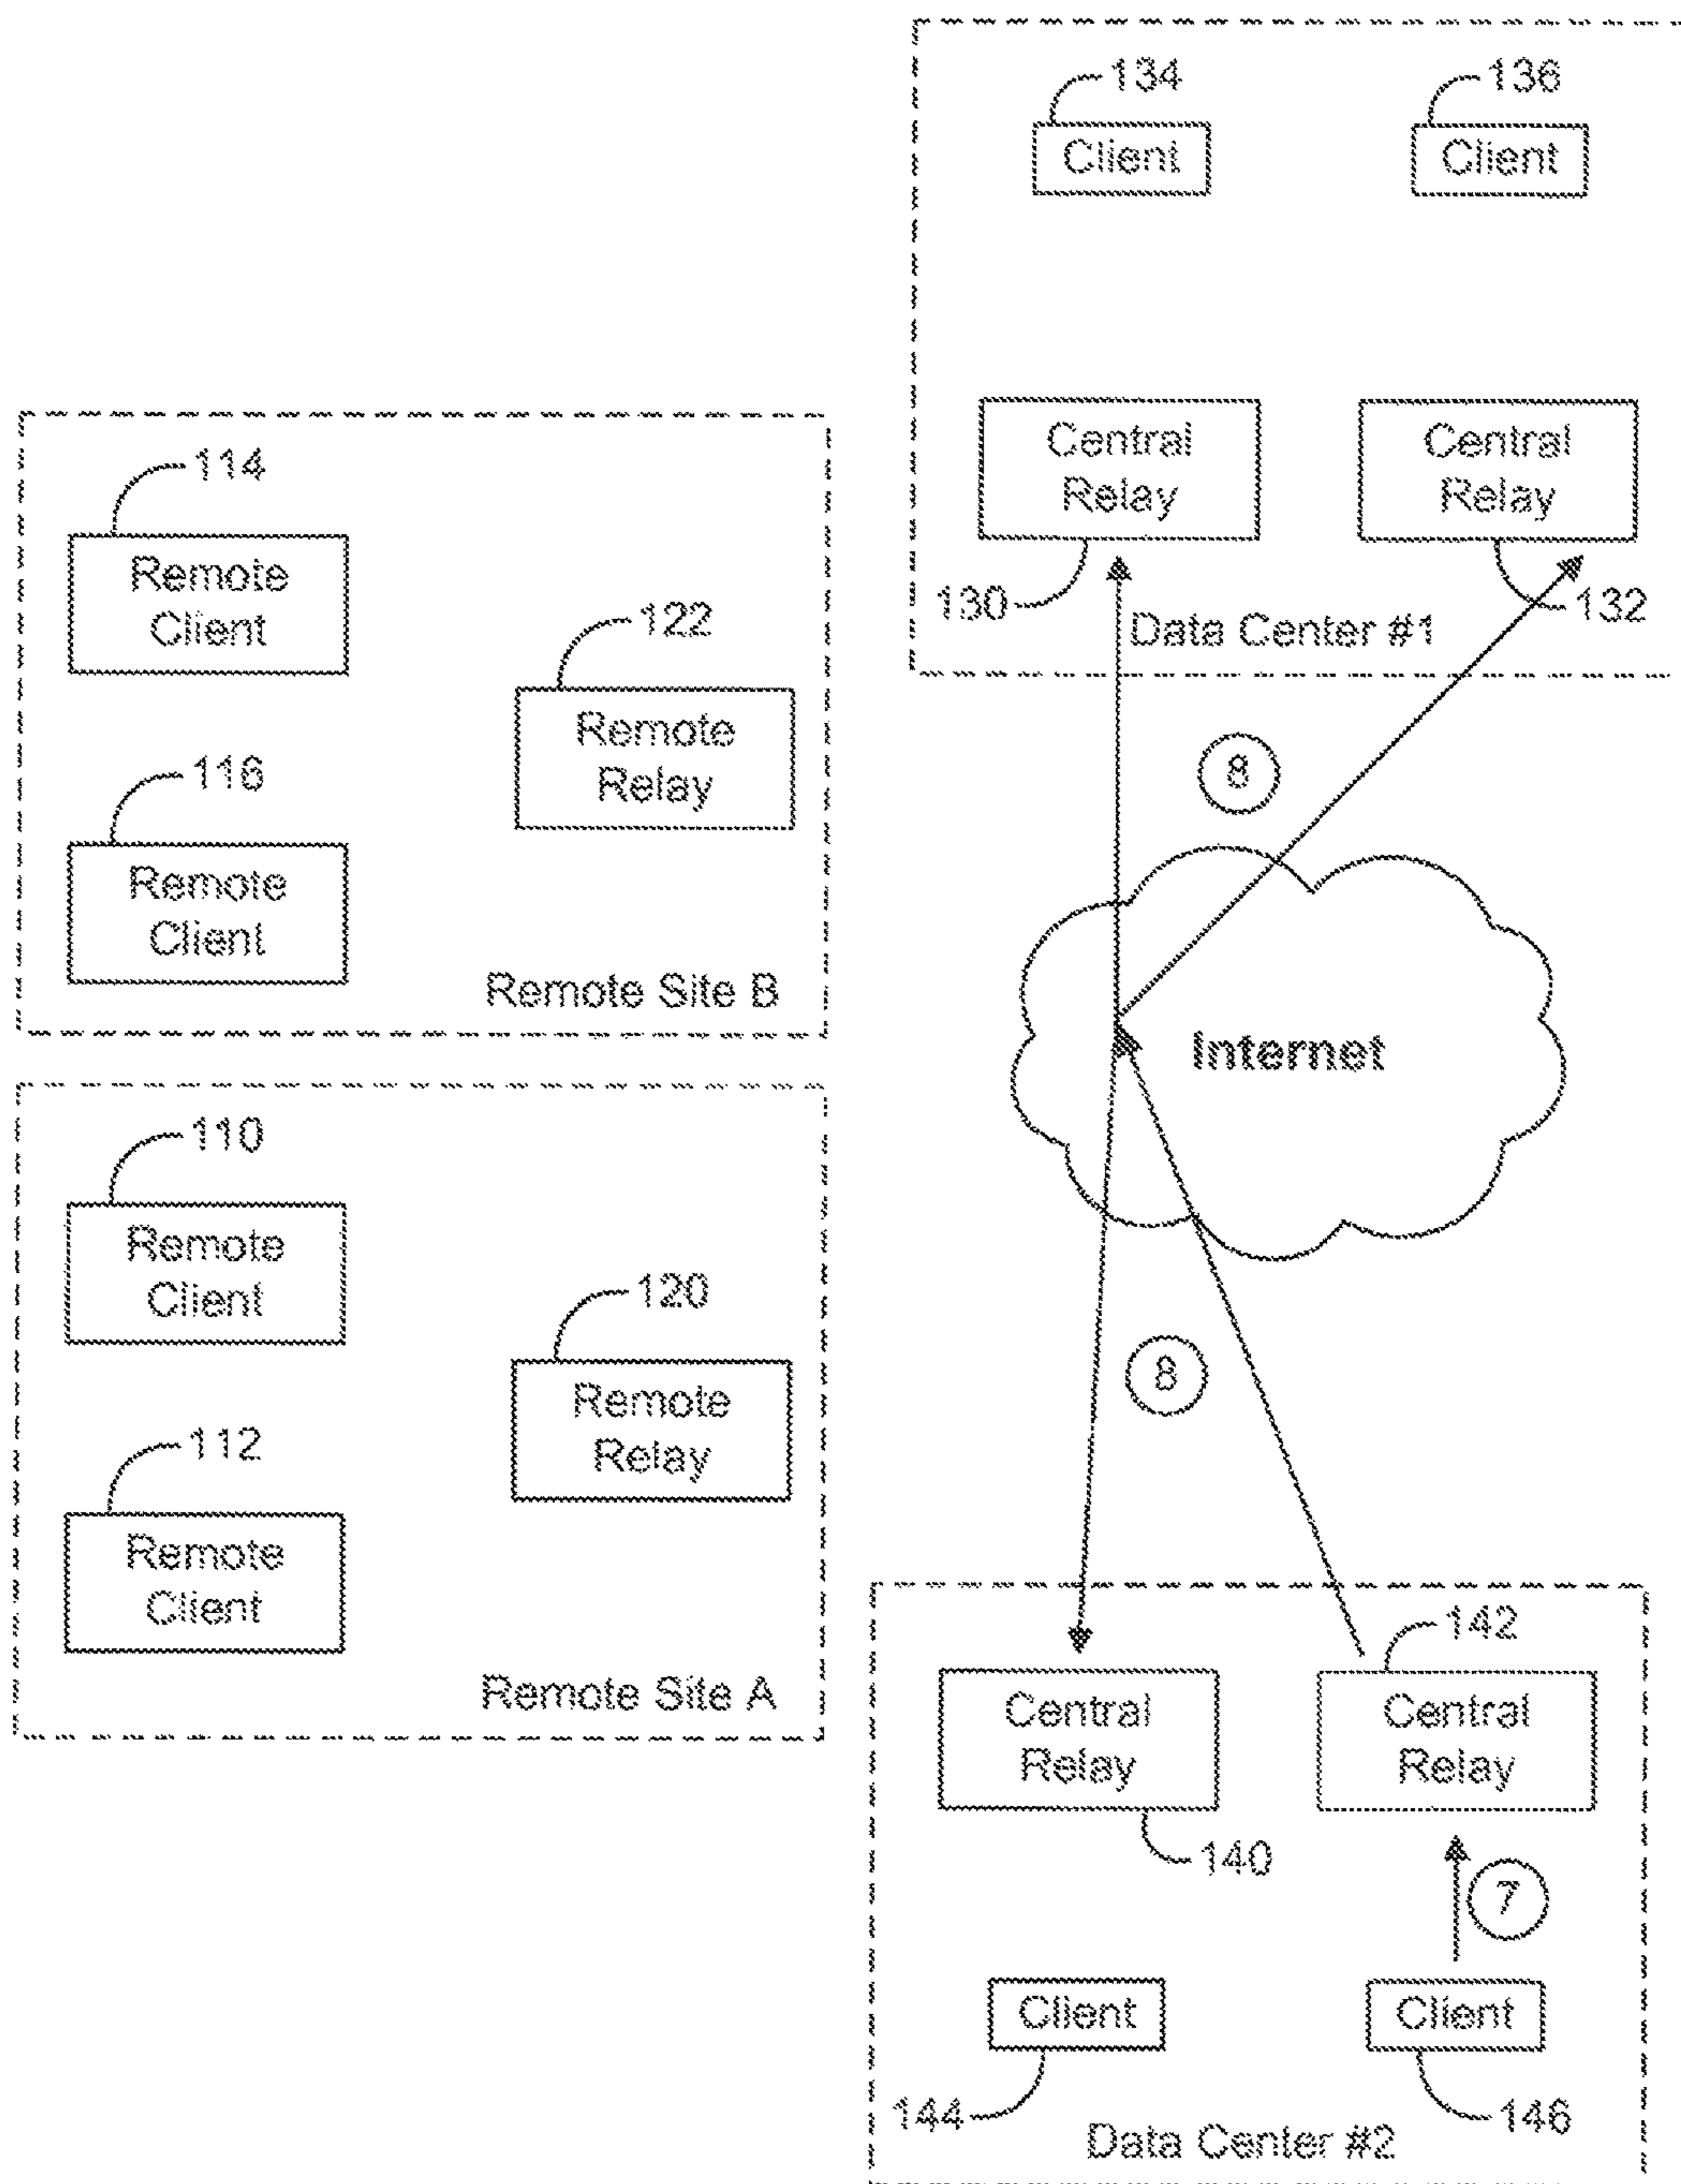 134
136
Client
Client
Central
Relay
Central
Relay
130
132
Data Center #1
114
Remote
Client
122
Remote
Relay
116
Remote
Client
Remote Site B
8
Internet
110
Remote
Client
120
Remote
Relay
112
Remote
Client
Remote Site A
8
142
Central
Relay
Central
Relay
140
7
Client
Client
144
146
Data Center #2